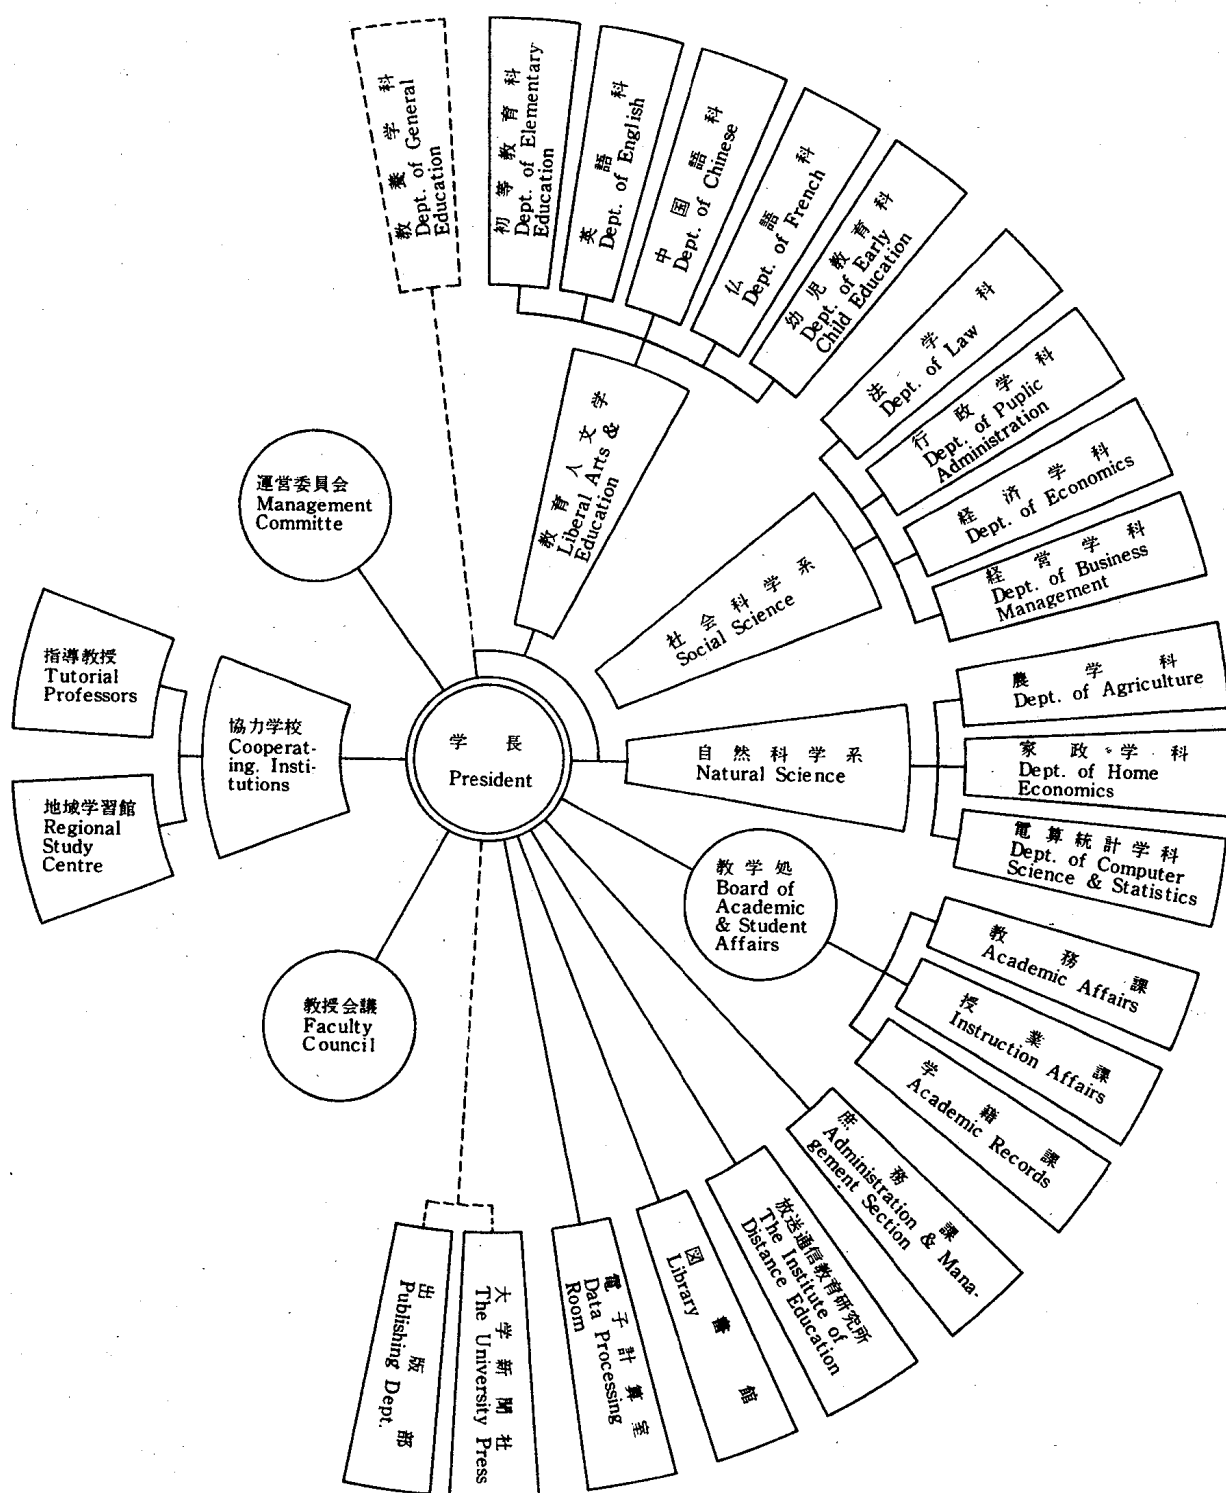 教養学科
Dept. of General
Education
初等教育科
Dept. of Elementary
Education
英語科
Dept. of English
中国語科
Dept. of Chinese
仏語科
Dept. of French
幼児教育科
Dept. of Early
Child Education
教育人文学
Liberal Arts &
Education
法学科
Dept. of Law
行政学科
Dept. of Puplic
Administration
経済学科
Dept. of Economics
経営学科
Dept. of Business
Management
社会科学系
Social Science
農学科
Dept. of Agriculture
家政学科
Dept. of Home
Economics
電算統計学科
Dept. of Computer
Science & Statistics
自然科学系
Natural Science
運営委員会
Management
Committe
指導教授
Tutorial
Professors
地域学習館
Regional
Study
Centre
協力学校
Cooperat-
ing. Insti-
tutions
学長
President
教授会議
Faculty
Council
教学処
Board of
Academic
& Student
Affairs
教務課
Academic Affairs
授業課
Instruction Affairs
学籍課
Academic Records
庶務課
Administration & Mana-
gement Section
放送通信教育研究所
The Institute of
Distance Education
図書館
Library
電子計算室
Data Processing
Room
大学新聞社
The University Press
出版部
Publishing Dept.